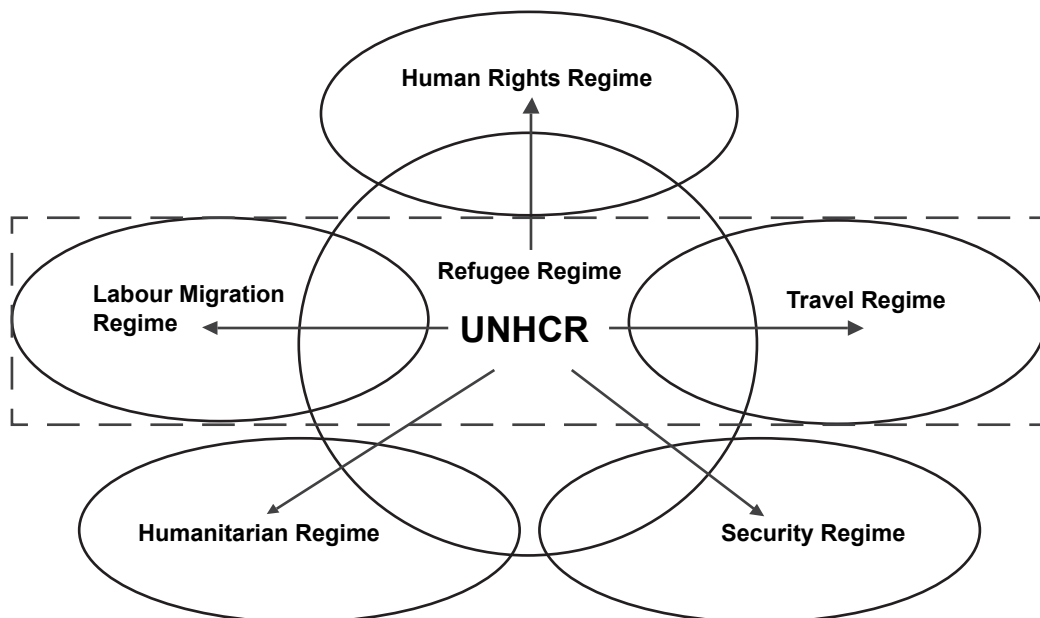 Human Rights Regime
Refugee Regime
Labour Migration
Regime
Travel Regime
UNHCR
Humanitarian Regime
Security Regime